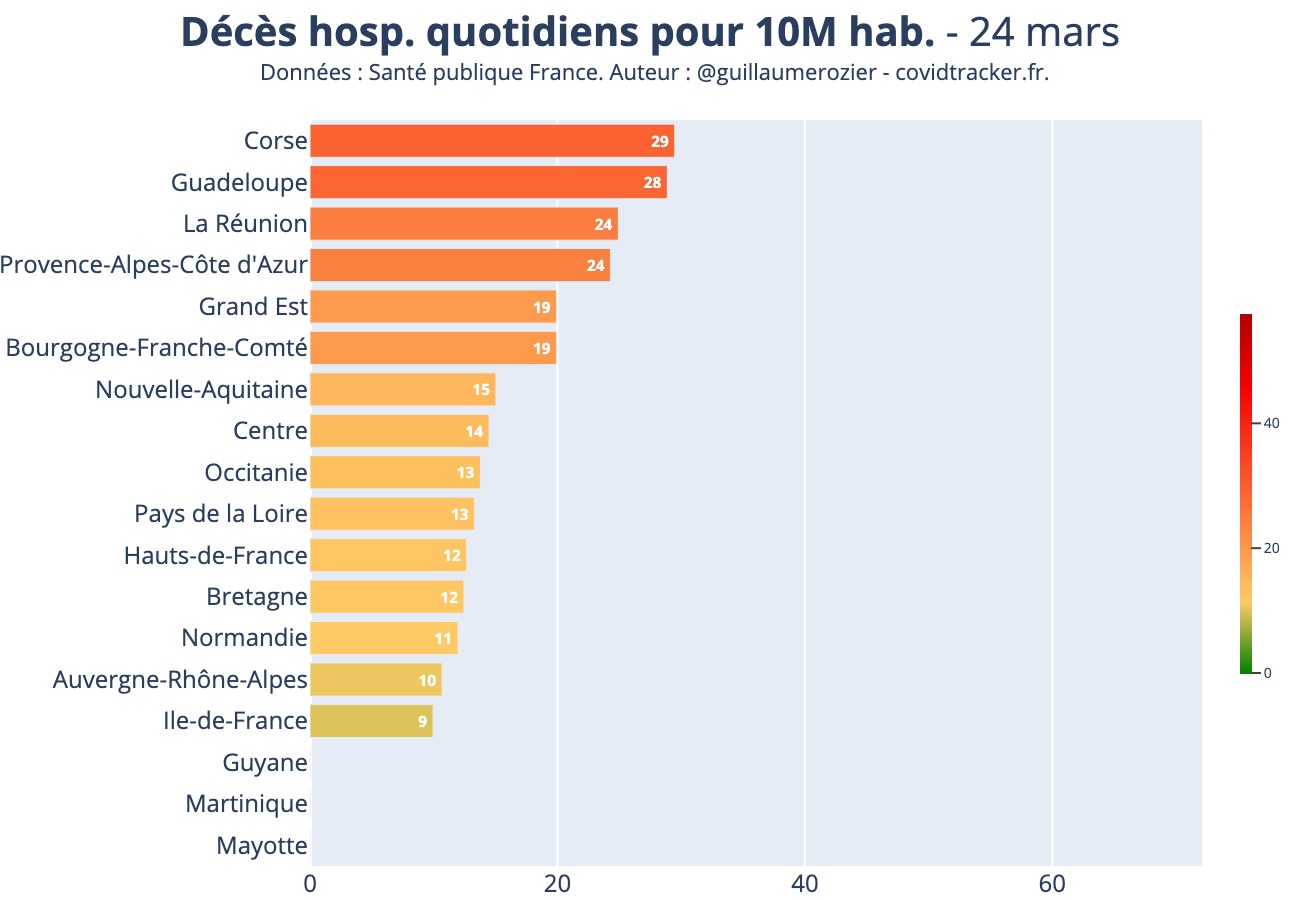 Décès hosp. quotidiens pour 10M hab. - 24 mars
Données : Santé publique France. Auteur : @guillaumerozier - covidtracker.fr.
Corse 29
Guadeloupe 28
La Réunion 24
Provence-Alpes-Côte d'Azur 24
Grand Est 19
Bourgogne-Franche-Comté 19
Nouvelle-Aquitaine 15
Centre 14
Occitanie 13
Pays de la Loire 13
Hauts-de-France 12
Bretagne 12
Normandie 11
Auvergne-Rhône-Alpes 10
Ile-de-France 9
Guyane
Martinique
Mayotte
0 20 40 60
40
20
0